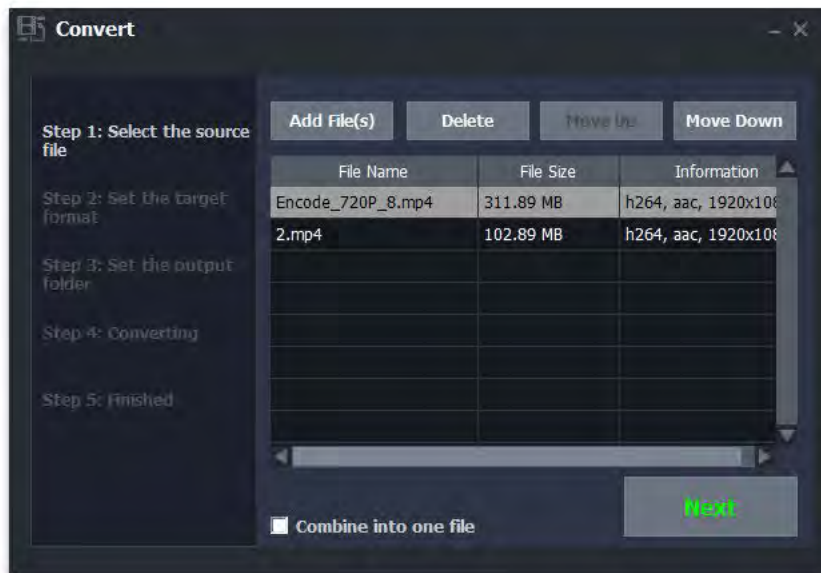 Convert
Step 1: Select the source
file
Step 2: Set the target
format
Step 3: Set the output
folder
Step 4: Converting
Step 5: Finished
Add File(s) Delete Move Up Move Down
File Name File Size Information
Encode_720P_8.mp4 311.89 MB h264, aac, 1920x108
2.mp4 102.89 MB h264, aac, 1920x108
Combine into one file
Next